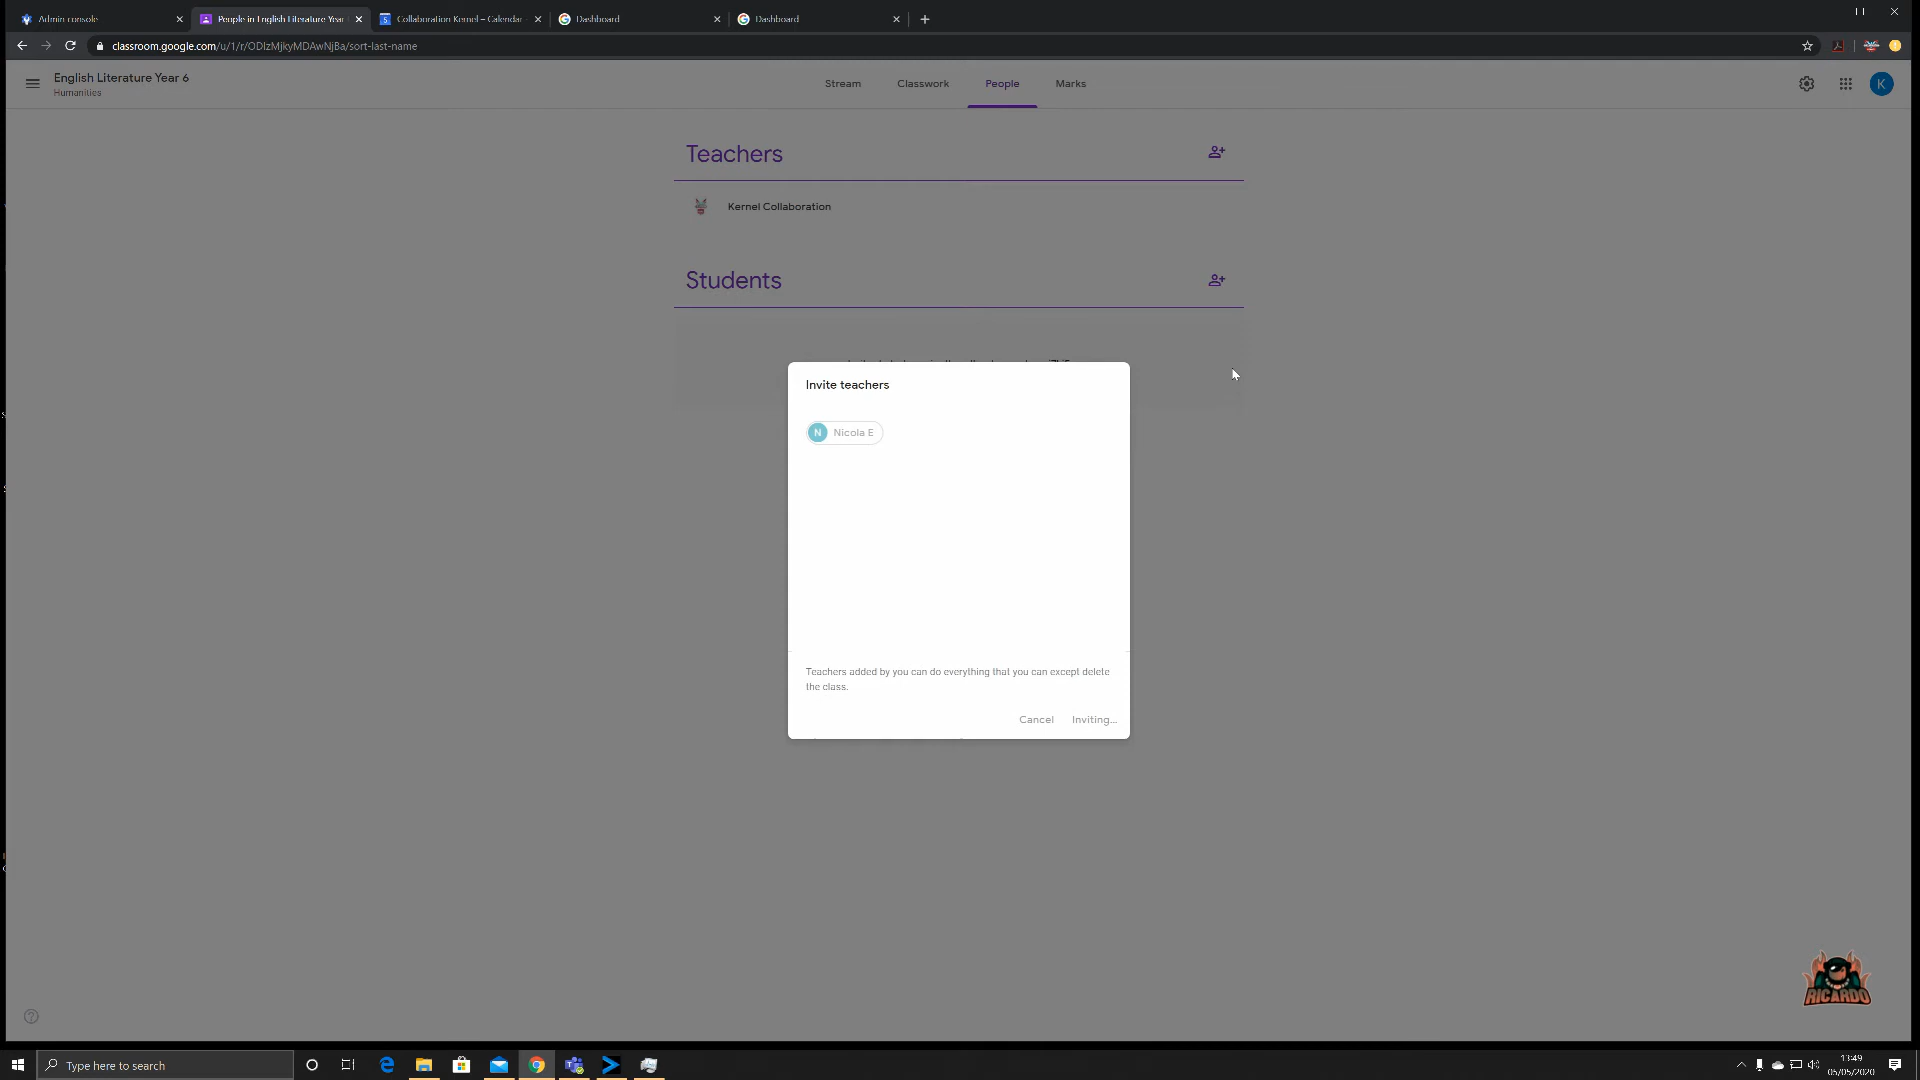 Admin console
People in English Literature Year
Collaboration Kernel – Calendar
Dashboard
Dashboard
classroom.google.com/u/1/r/ODIzMjkyMDAwNjBa/sort-last-name
English Literature Year 6
Humanities
Stream
Classwork
People
Marks
K
Teachers
Kernel Collaboration
Students
Invite teachers
N
Nicola E
Teachers added by you can do everything that you can except delete
the class.
Cancel
Inviting...
RICARDO
Type here to search
13:49
05/05/2020